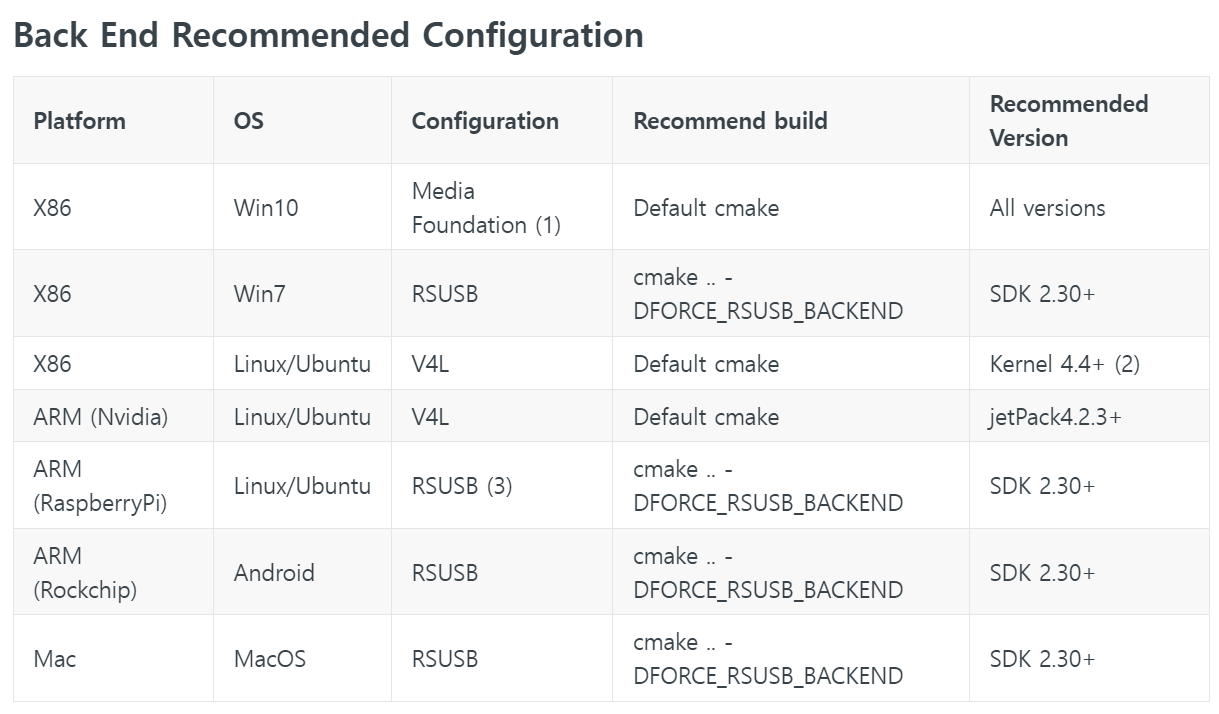 Back End Recommended Configuration
Platform OS Configuration Recommend build Recommended Version
X86 Win10 Media Foundation (1) Default cmake All versions
X86 Win7 RSUSB cmake .. -DFORCE_RSUSB_BACKEND SDK 2.30+
X86 Linux/Ubuntu V4L Default cmake Kernel 4.4+ (2)
ARM (Nvidia) Linux/Ubuntu V4L Default cmake jetPack4.2.3+
ARM (RaspberryPi) Linux/Ubuntu RSUSB (3) cmake .. -DFORCE_RSUSB_BACKEND SDK 2.30+
ARM (Rockchip) Android RSUSB cmake .. -DFORCE_RSUSB_BACKEND SDK 2.30+
Mac MacOS RSUSB cmake .. -DFORCE_RSUSB_BACKEND SDK 2.30+